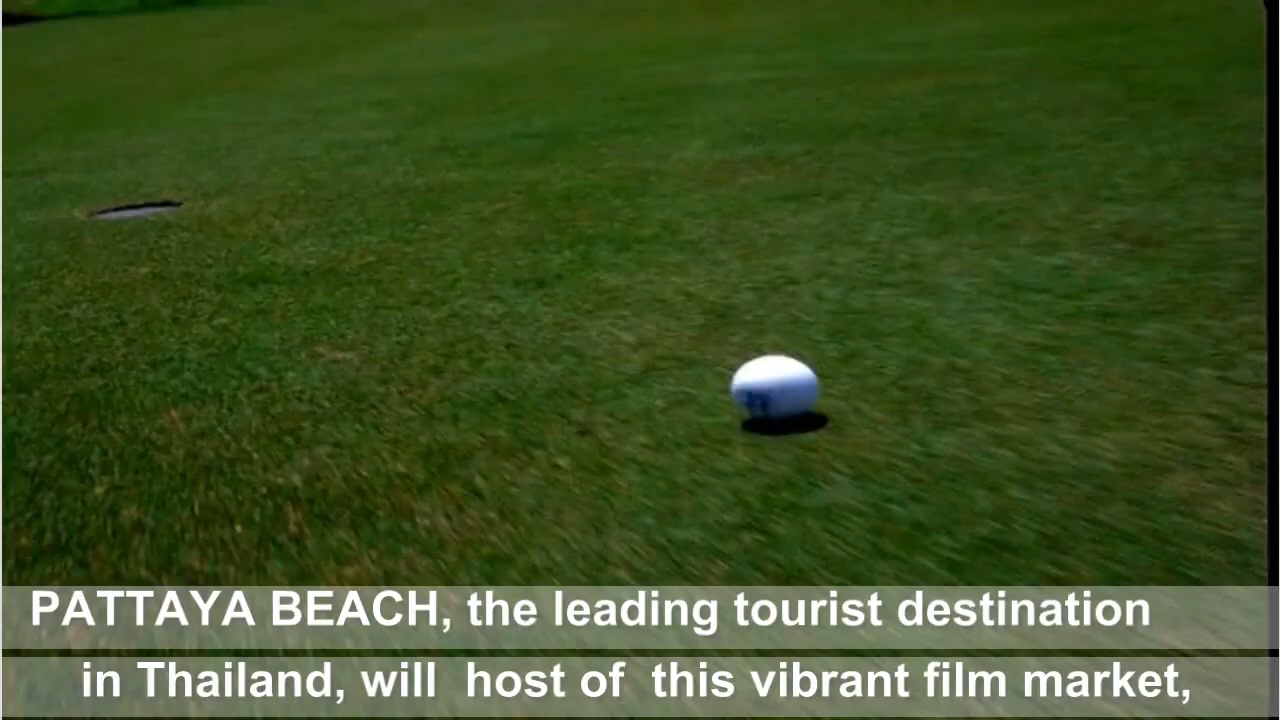 PATTAYA BEACH, the leading tourist destination
in Thailand, will  host of  this vibrant film market,